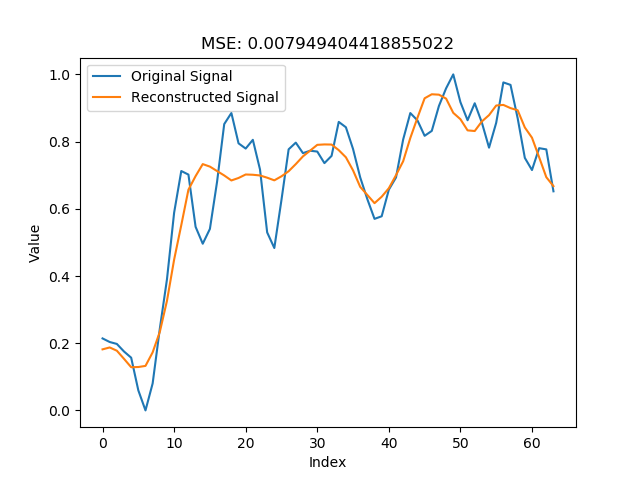 MSE: 0.007949404418855022
Original Signal
Reconstructed Signal
1.0
0.8
0.6
0.4
0.2
0.0
Value
0 10 20 30 40 50 60
Index